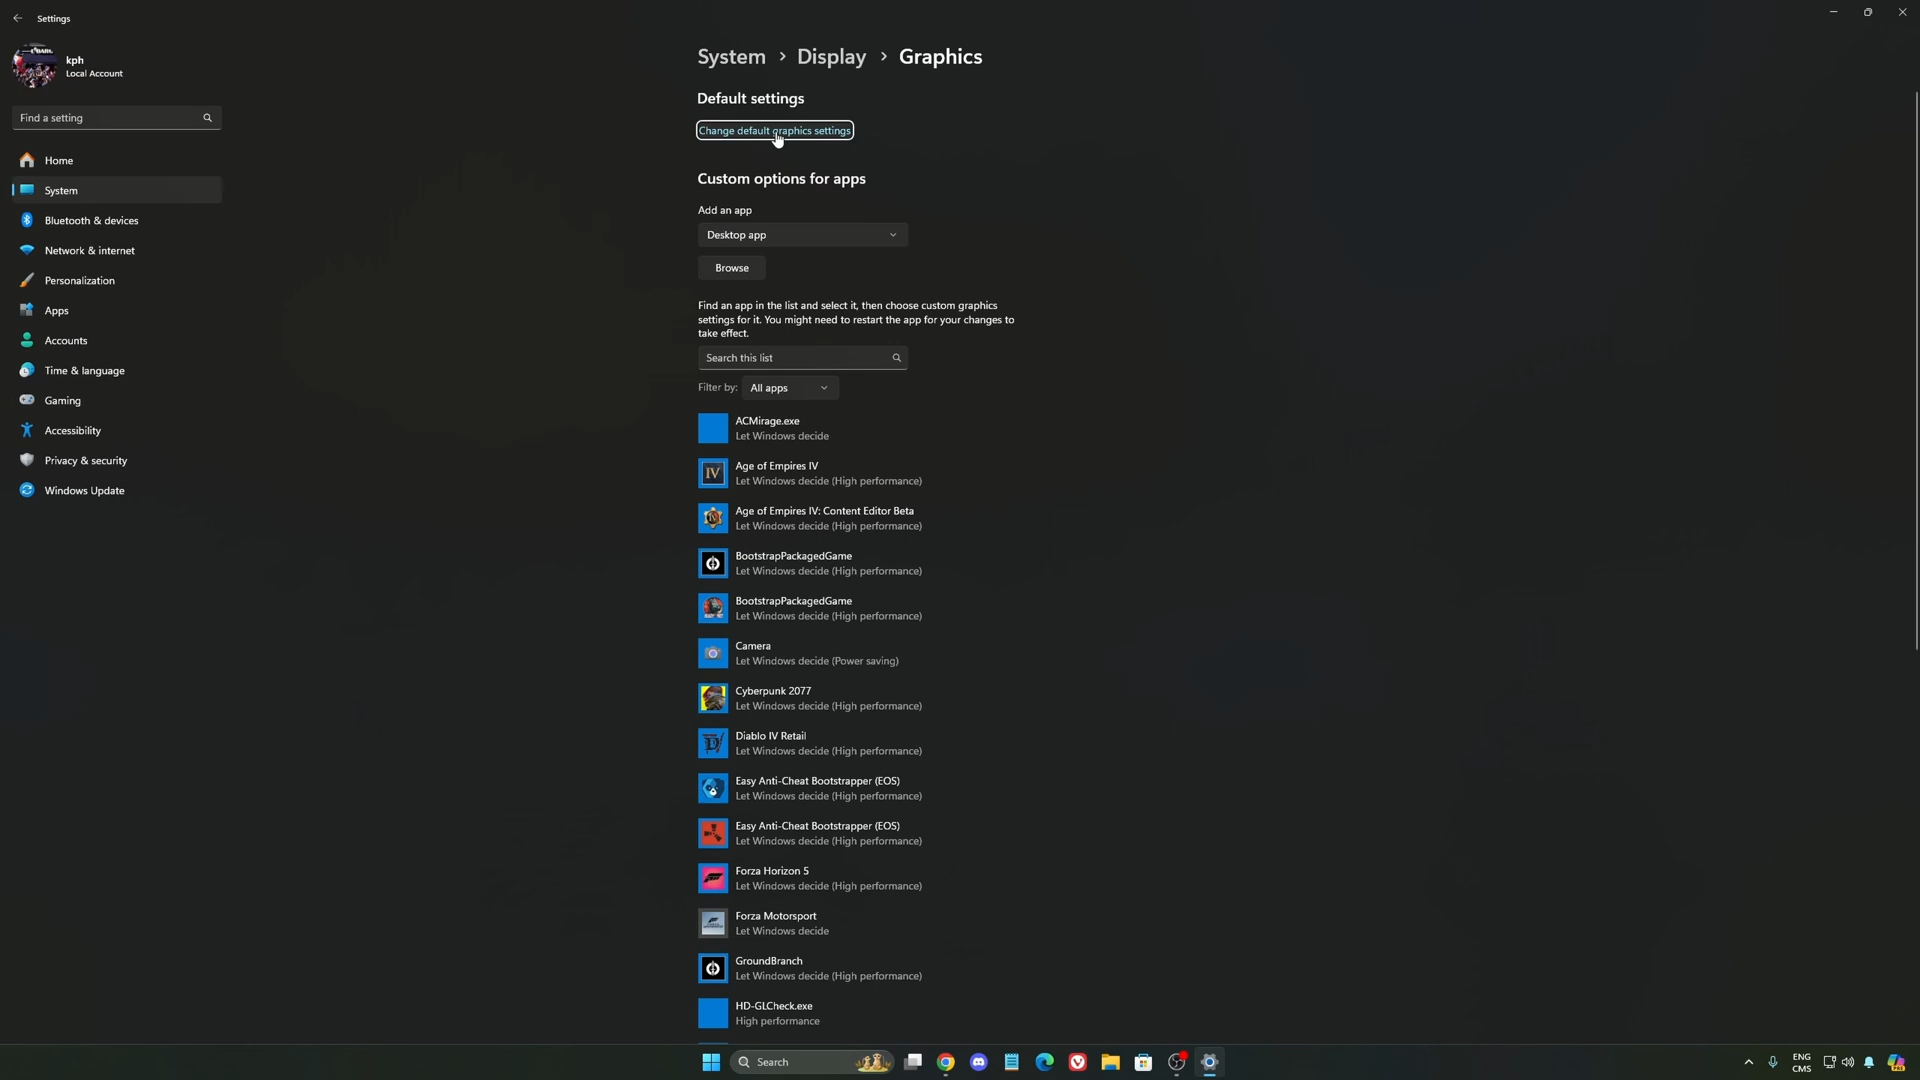 Settings
kph
Local Account
Find a setting
Home
System
Bluetooth & devices
Network & internet
Personalization
Apps
Accounts
Time & language
Gaming
Accessibility
Privacy & security
Windows Update
System > Display > Graphics
Default settings
Change default graphics settings
Custom options for apps
Add an app
Desktop app
Browse
Find an app in the list and select it, then choose custom graphics
settings for it. You might need to restart the app for your changes to
take effect.
Search this list
Filter by: All apps
ACMirage.exe
Let Windows decide
Age of Empires IV
Let Windows decide (High performance)
Age of Empires IV: Content Editor Beta
Let Windows decide (High performance)
BootstrapPackagedGame
Let Windows decide (High performance)
BootstrapPackagedGame
Let Windows decide (High performance)
Camera
Let Windows decide (Power saving)
Cyberpunk 2077
Let Windows decide (High performance)
Diablo IV Retail
Let Windows decide (High performance)
Easy Anti-Cheat Bootstrapper (EOS)
Let Windows decide (High performance)
Easy Anti-Cheat Bootstrapper (EOS)
Let Windows decide (High performance)
Forza Horizon 5
Let Windows decide (High performance)
Forza Motorsport
Let Windows decide
GroundBranch
Let Windows decide (High performance)
HD-GLCheck.exe
High performance
Search
ENG
CMS